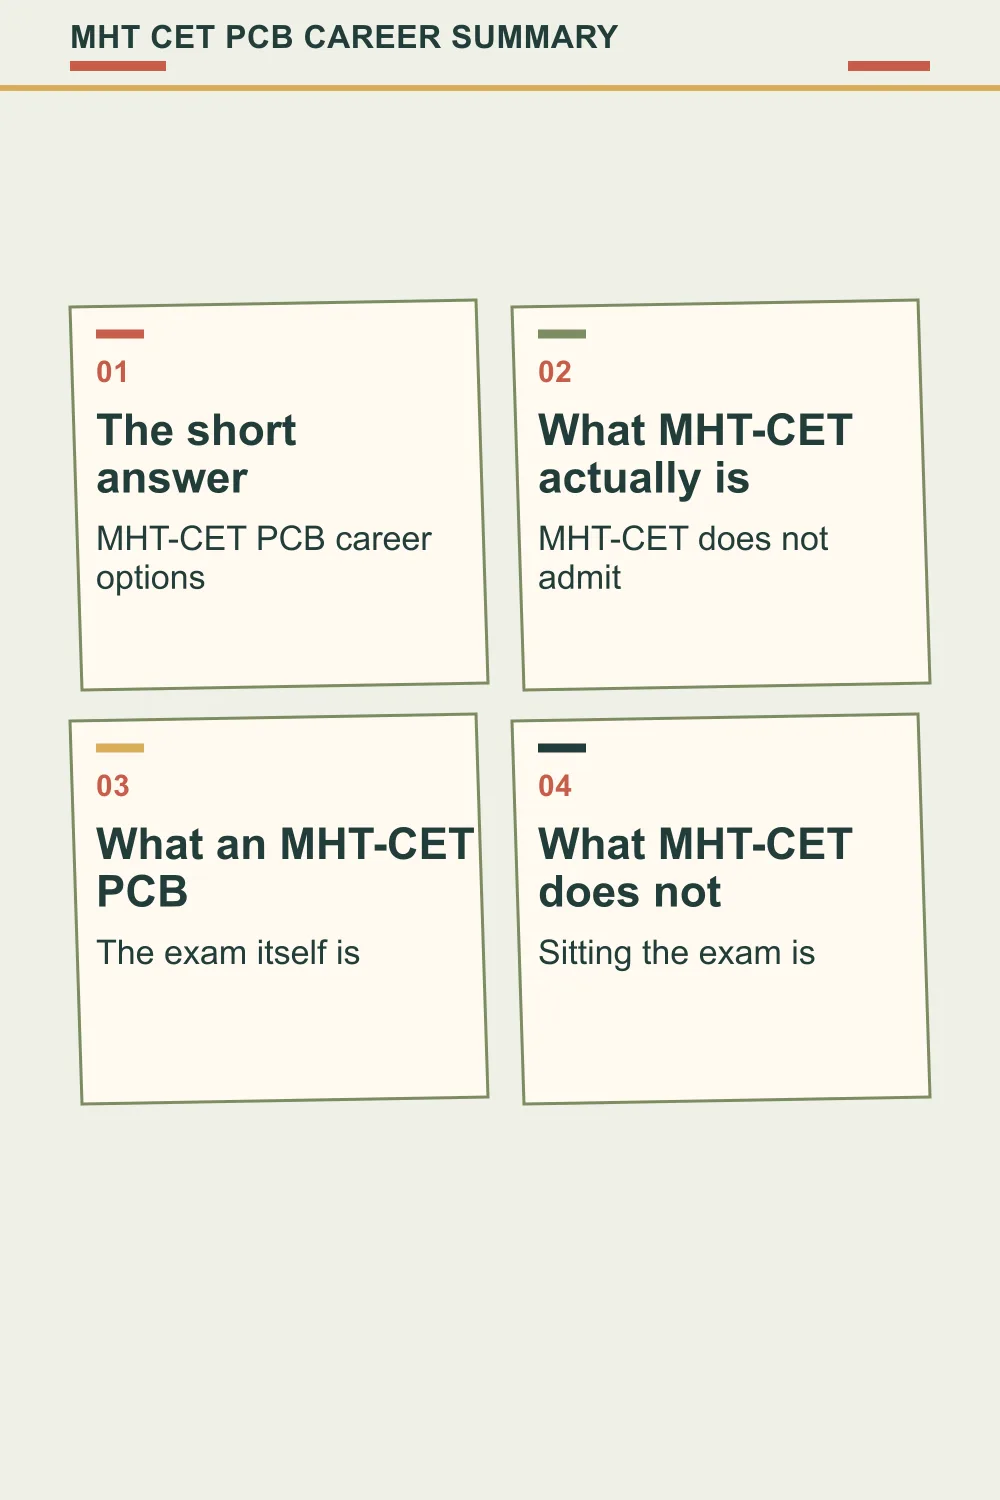 MHT CET PCB CAREER SUMMARY
01
The short
answer
MHT-CET PCB career
options
02
What MHT-CET
actually is
MHT-CET does not
admit
03
What an MHT-CET
PCB
The exam itself is
04
What MHT-CET
does not
Sitting the exam is